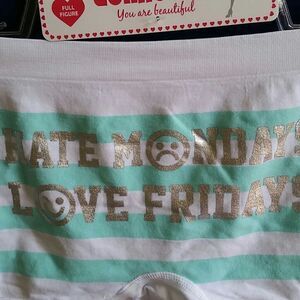 FULL
FIGURE
You are beautiful
HATE MONDAYS
LOVE FRIDAYS